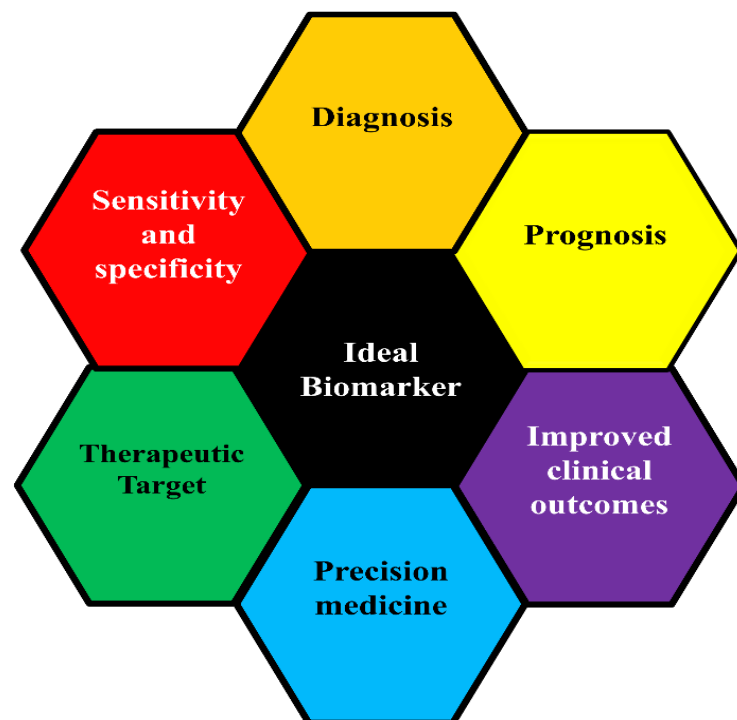 Diagnosis
Sensitivity
and
specificity
Prognosis
Ideal
Biomarker
Therapeutic
Target
Improved
clinical
outcomes
Precision
medicine